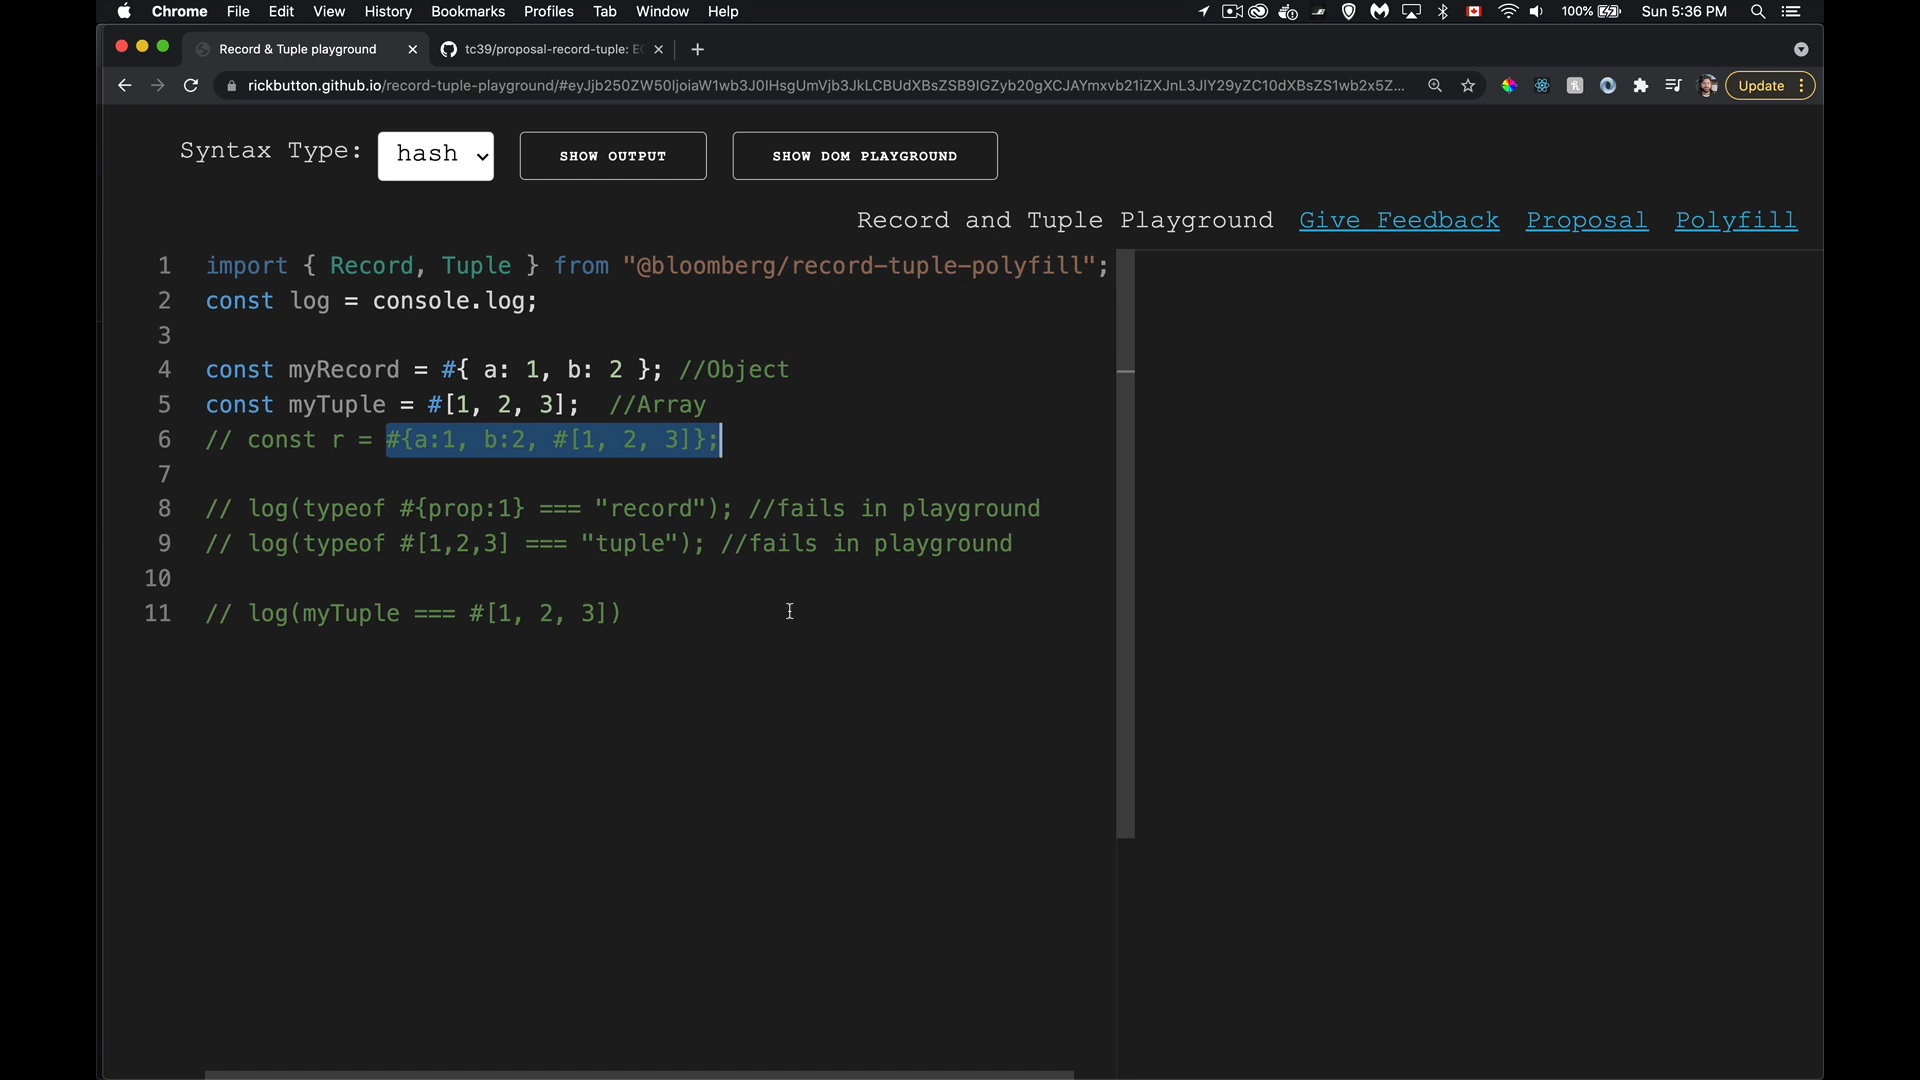 Chrome File Edit View History Bookmarks Profiles Tab Window Help 100% Sun 5:36 PM
Record & Tuple playground tc39/proposal-record-tuple: EC
rickbutton.github.io/record-tuple-playground/#eyJjb250ZW50IjoiaW1wb3J0IHsgUmVjb3JkLCBUdXBsZSB9IGZyb20gXCJAYmxvb21iZXJnL3JlY29yZC10dXBsZS1wb2x5Z... Update
Syntax Type: hash SHOW OUTPUT SHOW DOM PLAYGROUND
Record and Tuple Playground Give Feedback Proposal Polyfill
1 import { Record, Tuple } from "@bloomberg/record-tuple-polyfill";
2 const log = console.log;
3
4 const myRecord = #{ a: 1, b: 2 }; //Object
5 const myTuple = #[1, 2, 3]; //Array
6 // const r = #{a:1, b:2, #[1, 2, 3]};
7
8 // log(typeof #{prop:1} === "record"); //fails in playground
9 // log(typeof #[1,2,3] === "tuple"); //fails in playground
10
11 // log(myTuple === #[1, 2, 3])